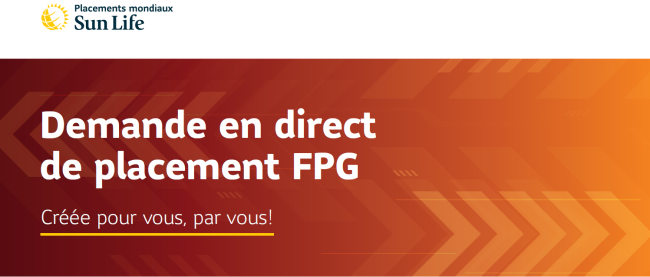 Placements mondiaux
Sun Life
Demande en direct
de placement FPG
Créée pour vous, par vous!